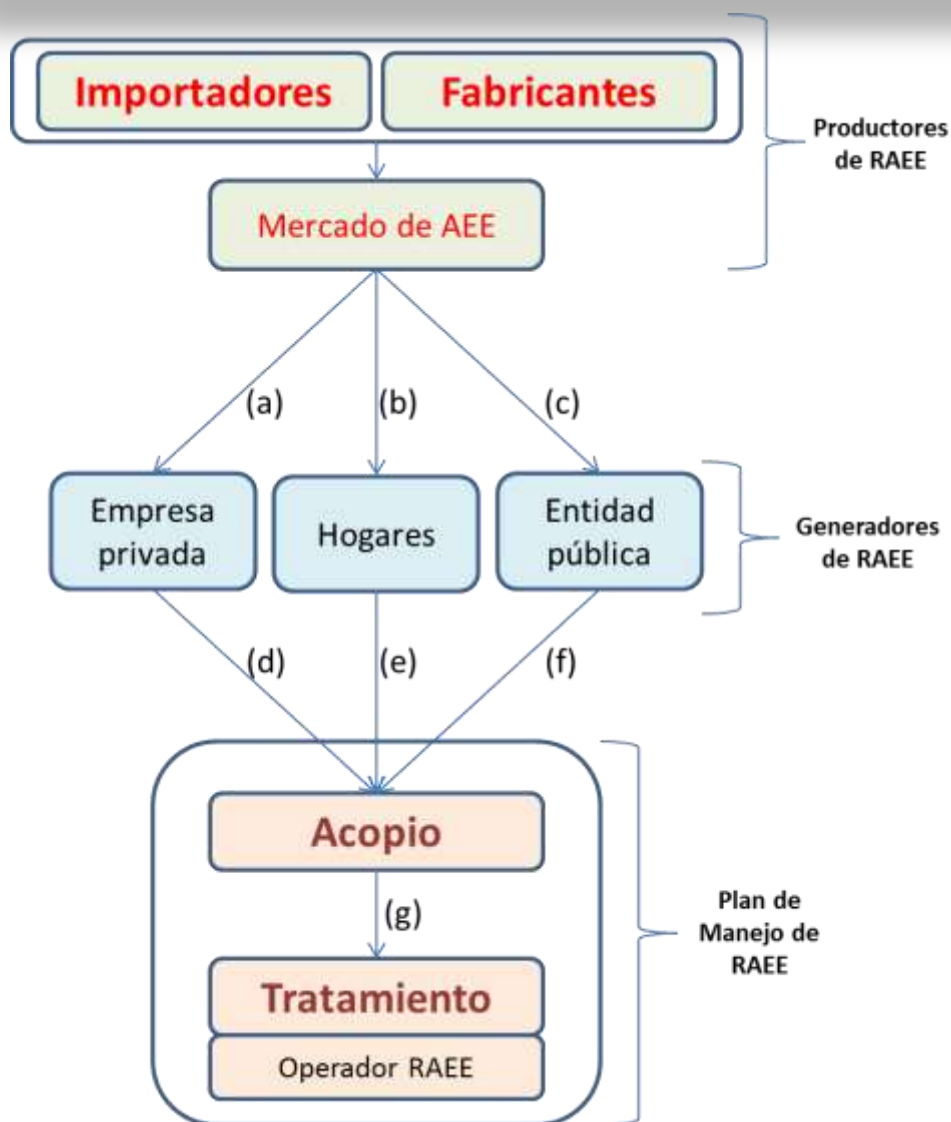 Importadores
Fabricantes
Productores
de RAEE
Mercado de AEE
(a)
(b)
(c)
Empresa
privada
Hogares
Entidad
pública
Generadores
de RAEE
(d)
(e)
(f)
Acopio
(g)
Tratamiento
Operador RAEE
Plan de
Manejo de
RAEE